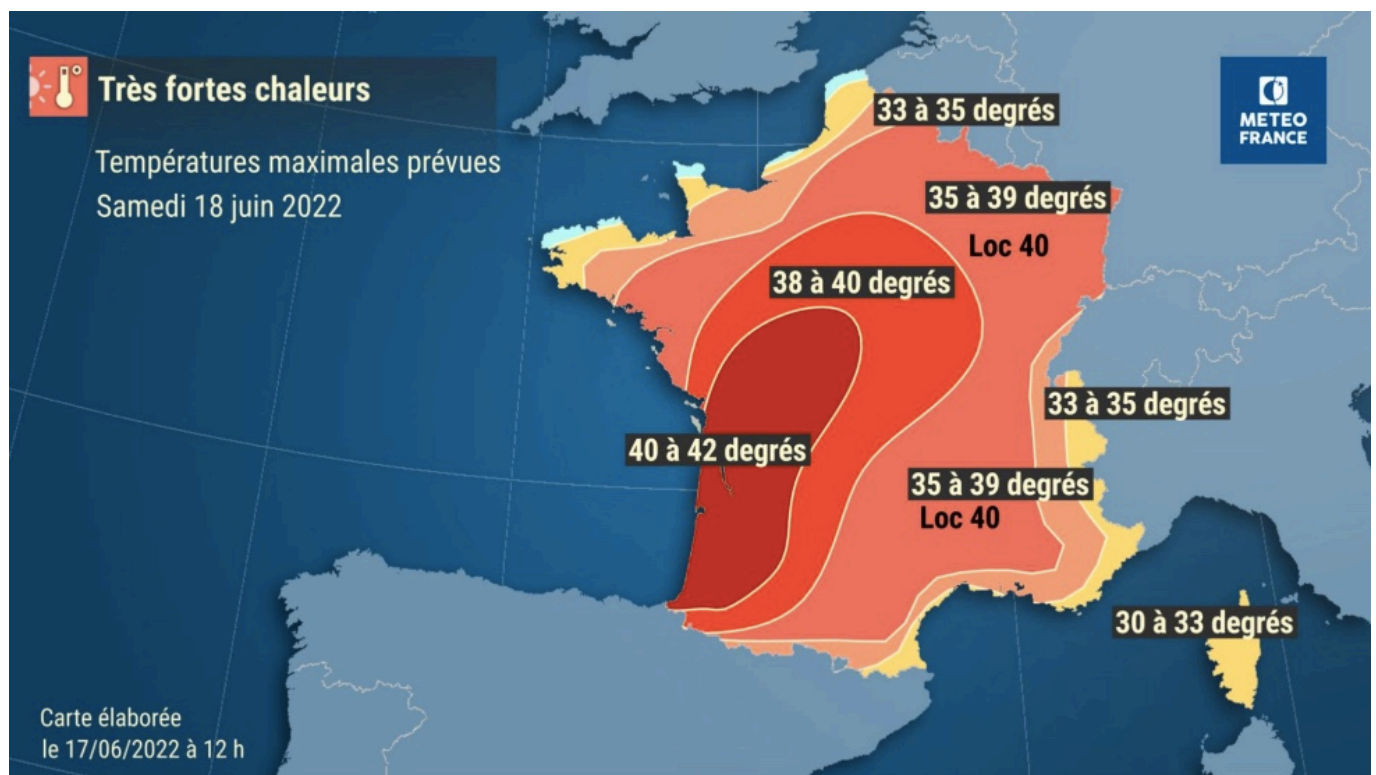 Très fortes chaleurs
Températures maximales prévues
Samedi 18 juin 2022
METEO
FRANCE
33 à 35 degrés
35 à 39 degrés
Loc 40
38 à 40 degrés
33 à 35 degrés
40 à 42 degrés
35 à 39 degrés
Loc 40
30 à 33 degrés
Carte élaborée
le 17/06/2022 à 12 h